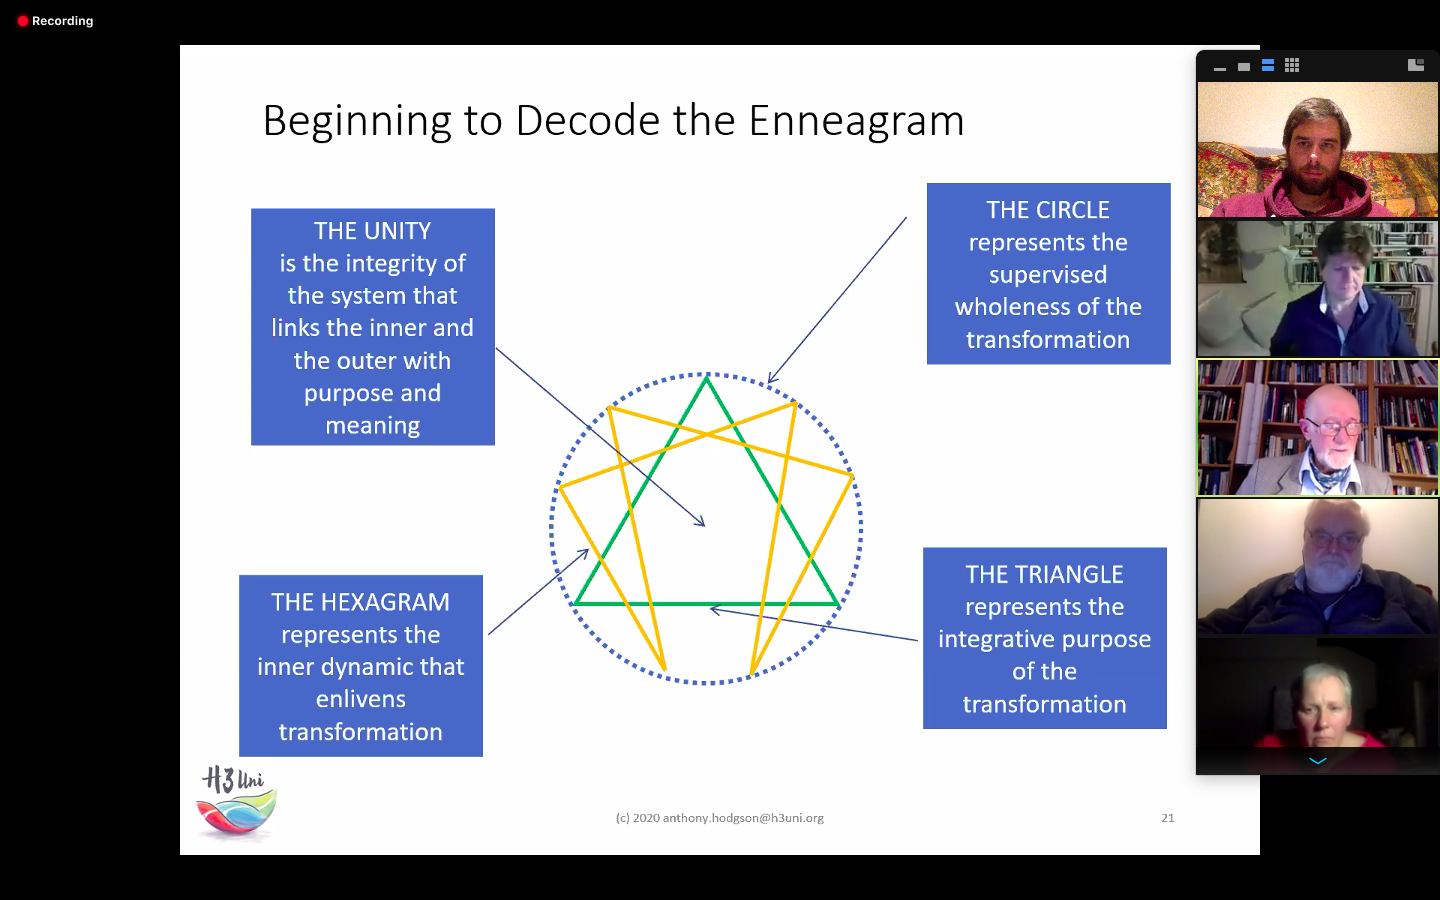 Recording
Beginning to Decode the Enneagram
THE UNITY
is the integrity of
the system that
links the inner and
the outer with
purpose and
meaning
THE CIRCLE
represents the
supervised
wholeness of the
transformation
THE HEXAGRAM
represents the
inner dynamic that
enlivens
transformation
THE TRIANGLE
represents the
integrative purpose
of the
transformation
H3 Uni
(c) 2020 anthony.hodgson@h3uni.org
21